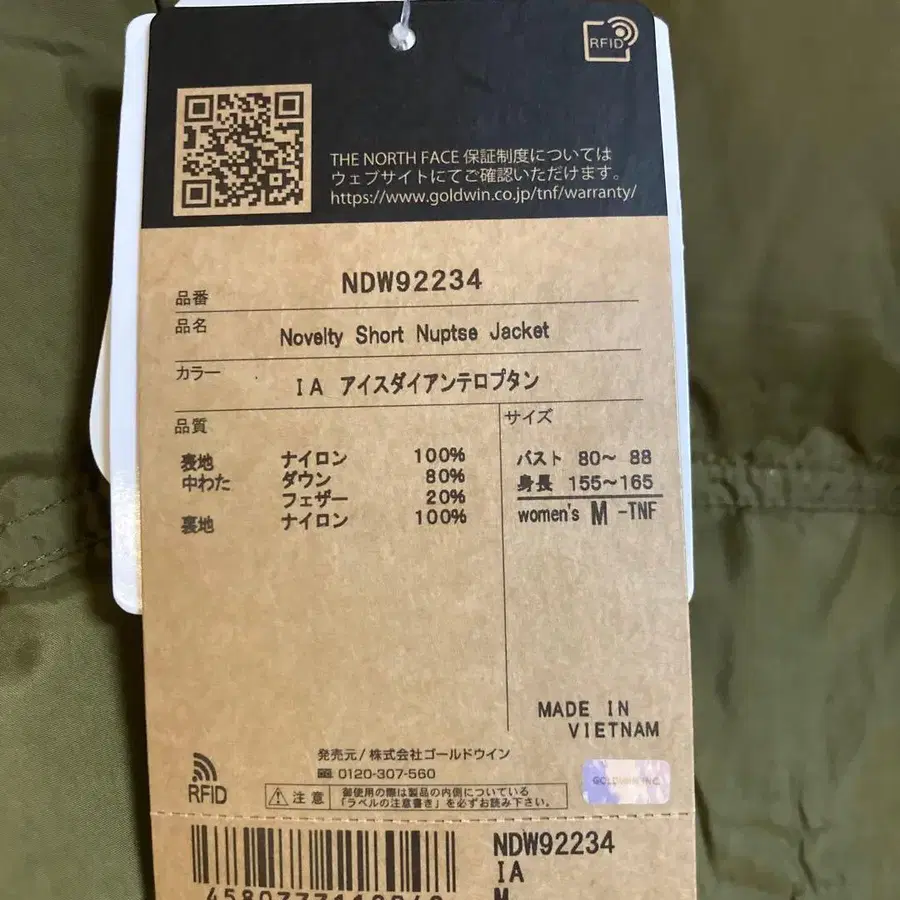 RFID
THE NORTH FACE 保証制度については
ウェブサイトにてご確認いただけます。
https://www.goldwin.co.jp/tnf/warranty/
品番 NDW92234
品名 Novelty Short Nuptse Jacket
カラー IA アイスダイアンテロプタン
品質
表地 ナイロン 100%
中わた ダウン 80%
フェザー 20%
裏地 ナイロン 100%
サイズ
バスト 80～ 88
身長 155～165
women's M -TNF
MADE IN
VIETNAM
発売元/株式会社ゴールドウイン
0120-307-560
RFID
注意
御使用の際は製品の内側についている
「ラベルの注意書き」を必ずお読み下さい。
GOLDWIN INC.
NDW92234
IA
M